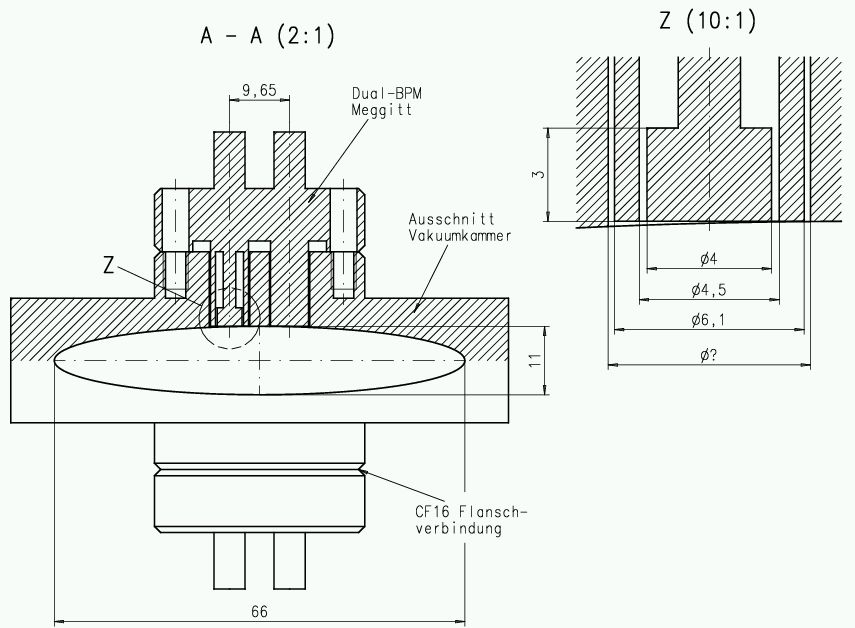 A – A (2:1)
Z (10:1)
9,65
Dual-BPM
Meggitt
3
Ausschnitt
Vakuumkammer
Z
ø4
ø4,5
ø6,1
ø?
11
CF16 Flansch-
verbindung
66